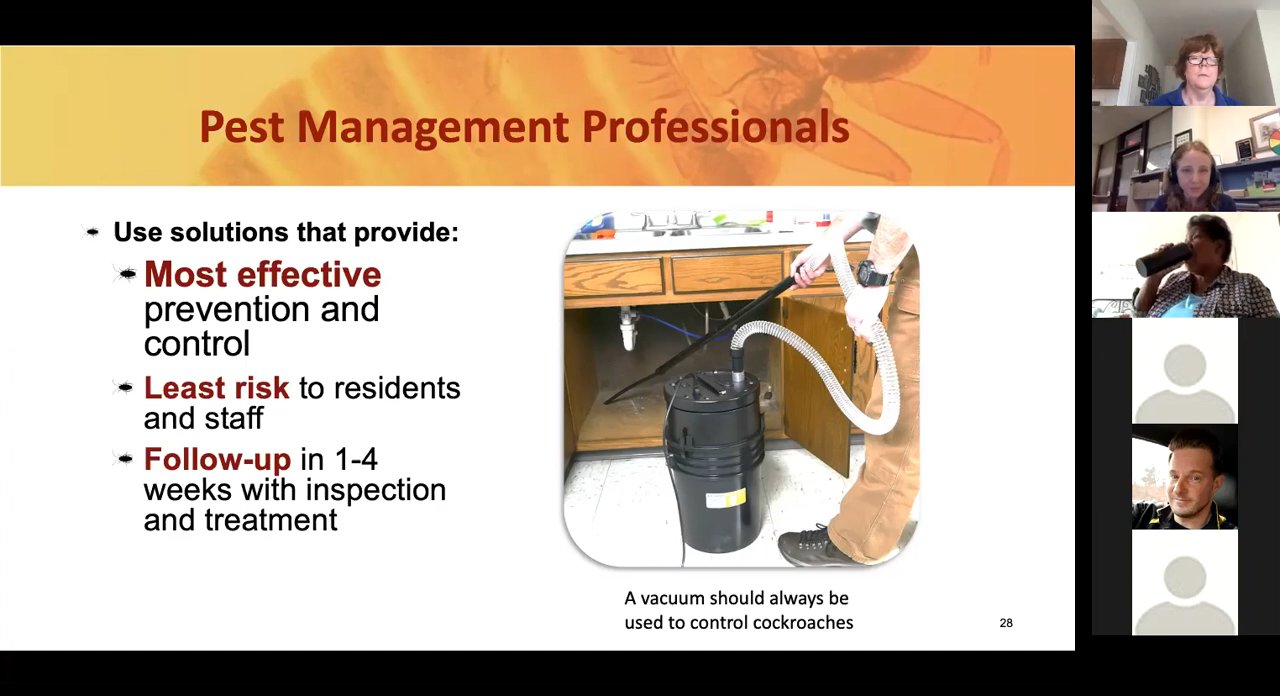 Pest Management Professionals
Use solutions that provide:
Most effective
prevention and
control
Least risk to residents
and staff
Follow-up in 1-4
weeks with inspection
and treatment
A vacuum should always be
used to control cockroaches
28